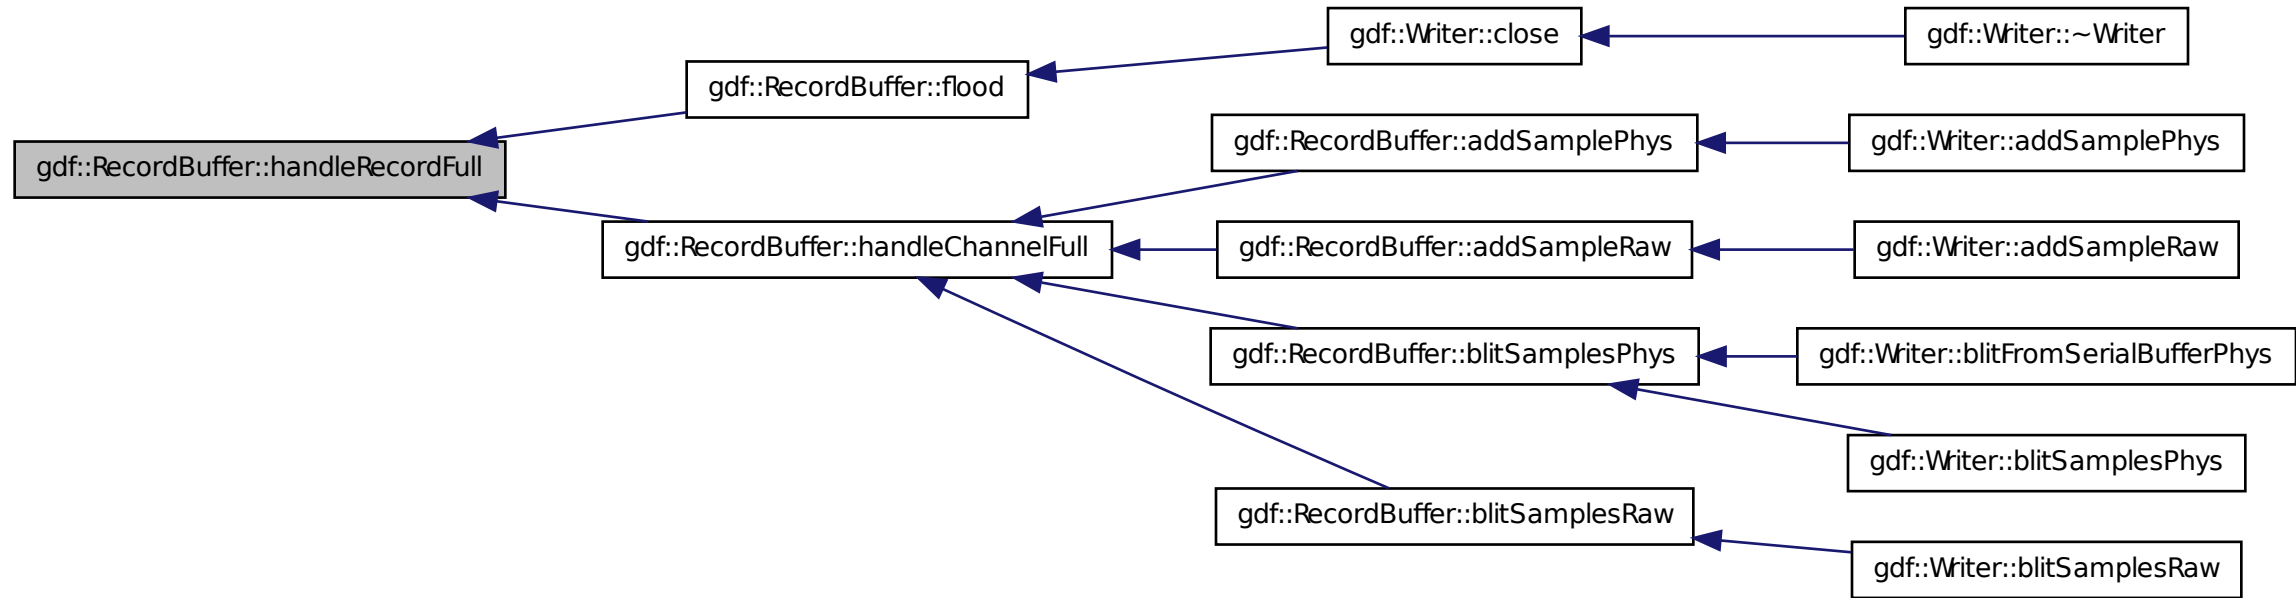 gdf::Writer::close
gdf::Writer::~Writer
gdf::RecordBuffer::flood
gdf::RecordBuffer::addSamplePhys
gdf::Writer::addSamplePhys
gdf::RecordBuffer::handleRecordFull
gdf::RecordBuffer::handleChannelFull
gdf::RecordBuffer::addSampleRaw
gdf::Writer::addSampleRaw
gdf::RecordBuffer::blitSamplesPhys
gdf::Writer::blitFromSerialBufferPhys
gdf::Writer::blitSamplesPhys
gdf::RecordBuffer::blitSamplesRaw
gdf::Writer::blitSamplesRaw